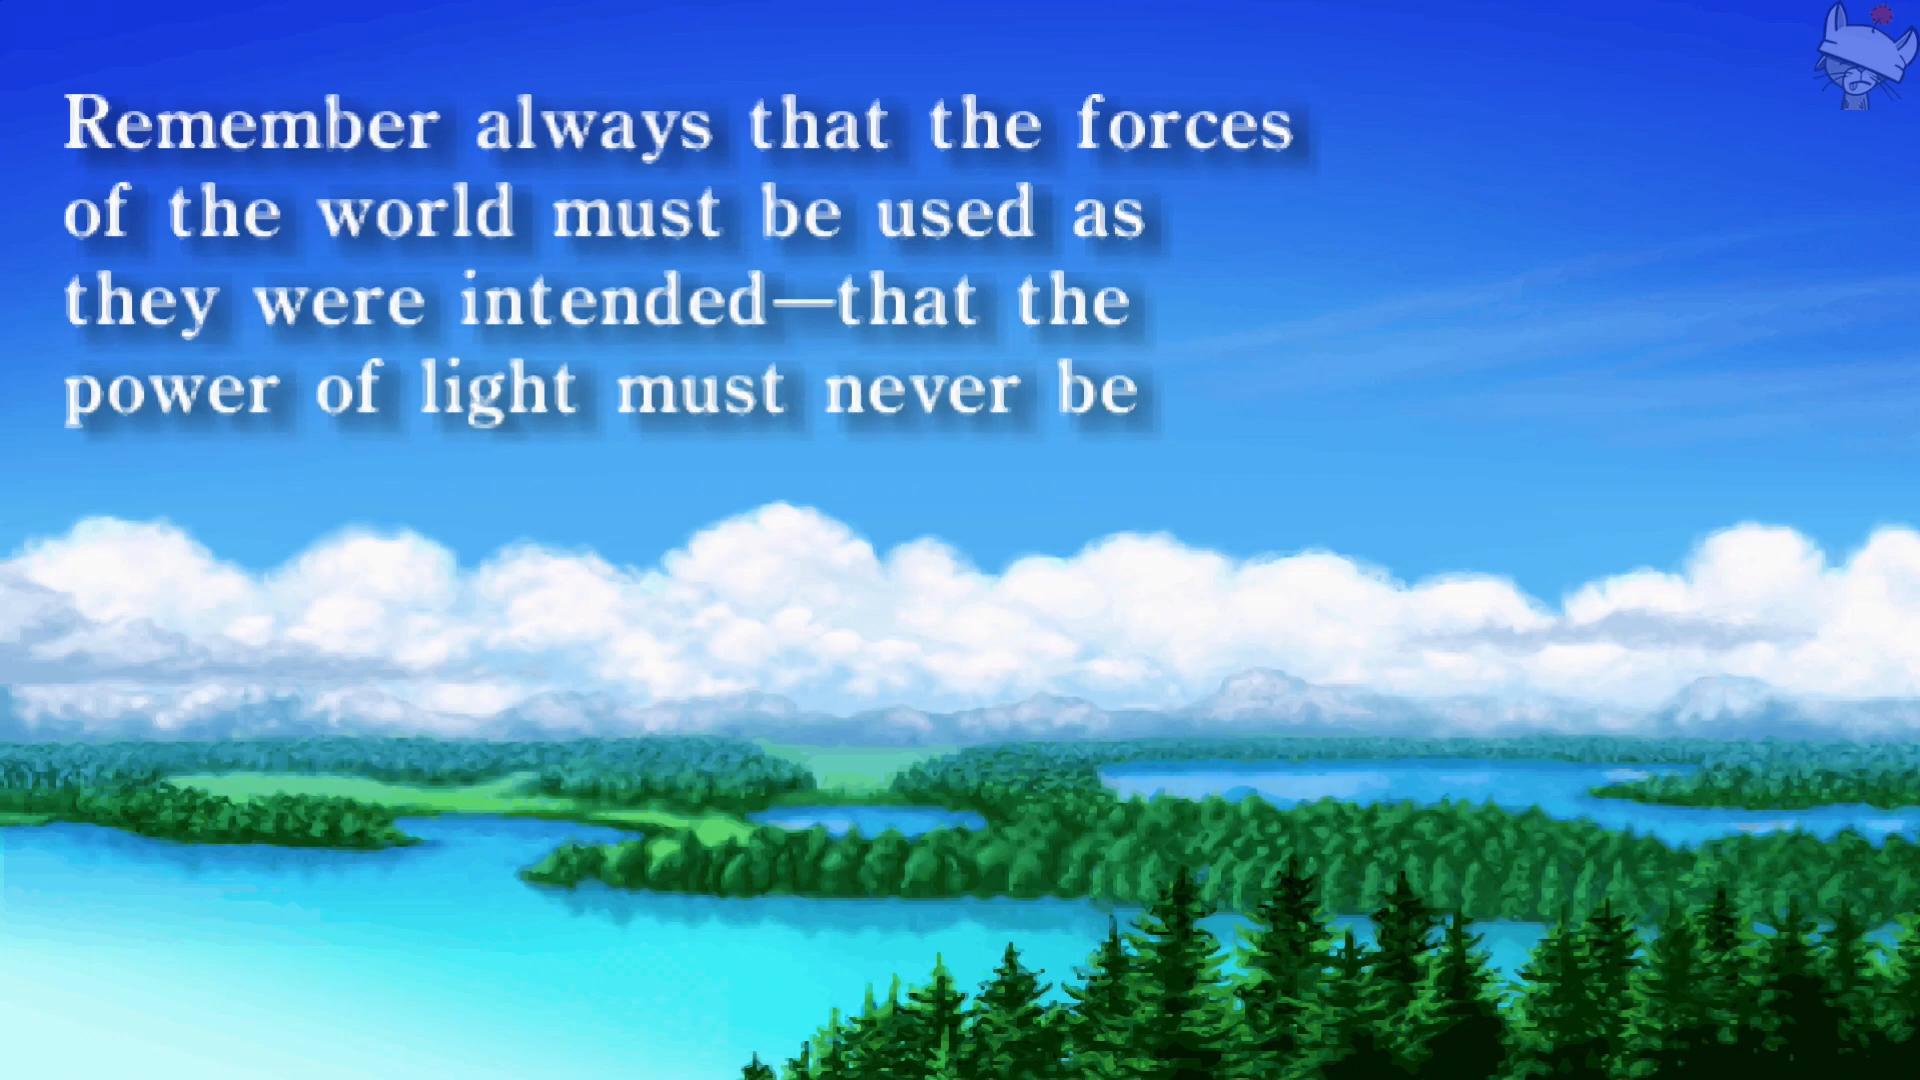 Remember always that the forces
of the world must be used as
they were intended—that the
power of light must never be